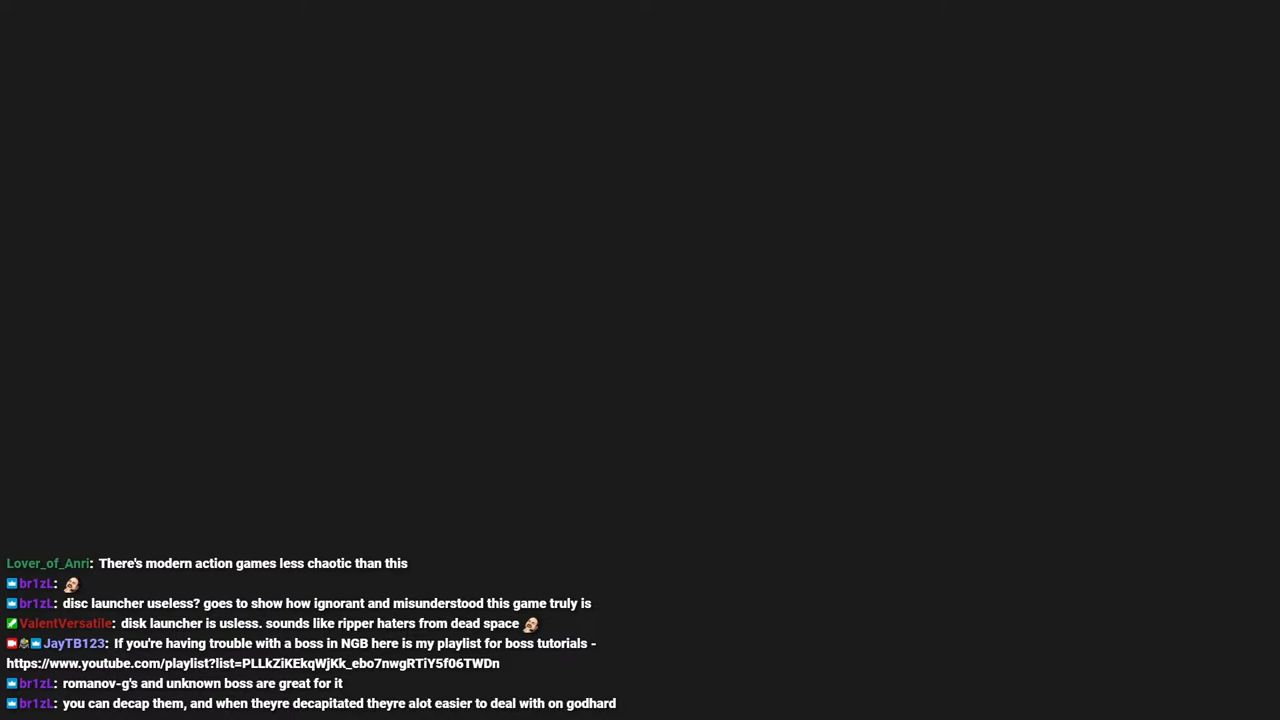 Lover_of_Anri: There's modern action games less chaotic than this
br1zL:
br1zL: disc launcher useless? goes to show how ignorant and misunderstood this game truly is
ValentVersatile: disk launcher is usless. sounds like ripper haters from dead space
JayTB123: If you're having trouble with a boss in NGB here is my playlist for boss tutorials -
https://www.youtube.com/playlist?list=PLLkZiKEkqWjKk_ebo7nwgRTiY5f06TWDn
br1zL: romanov-g's and unknown boss are great for it
br1zL: you can decap them, and when theyre decapitated theyre alot easier to deal with on godhard